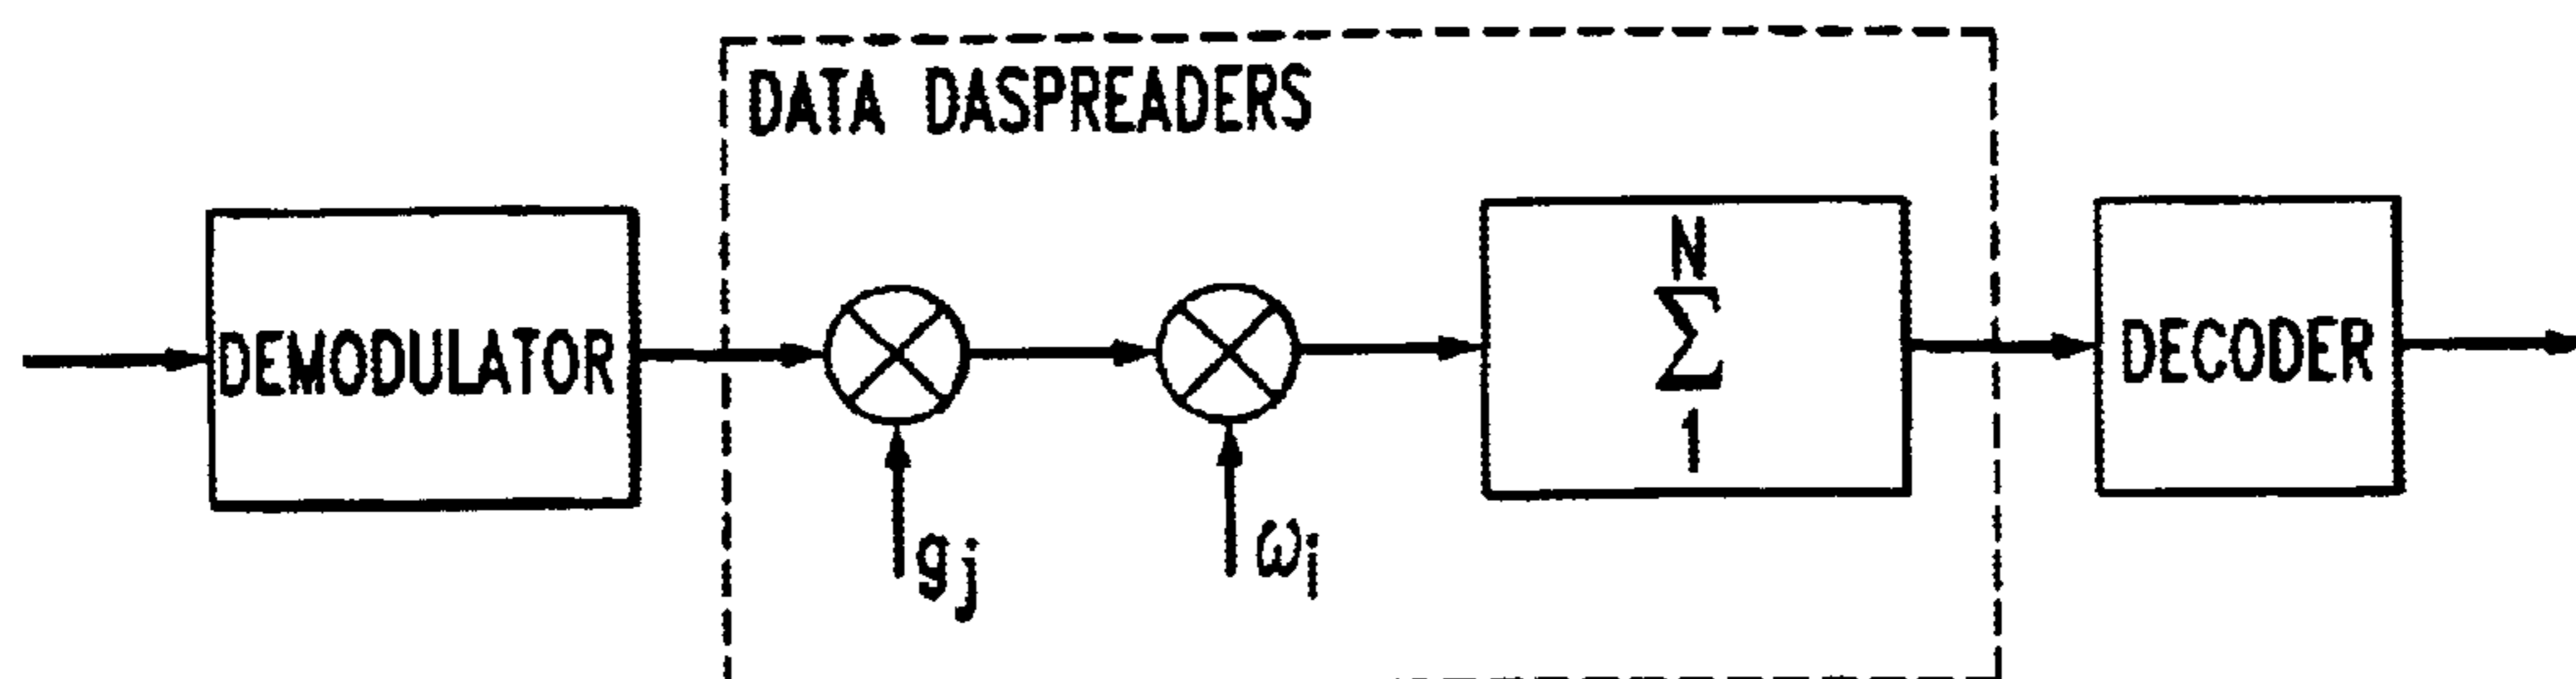 DATA DASPREADERS
DEMODULATOR
gj
ωi
N
Σ
1
DECODER